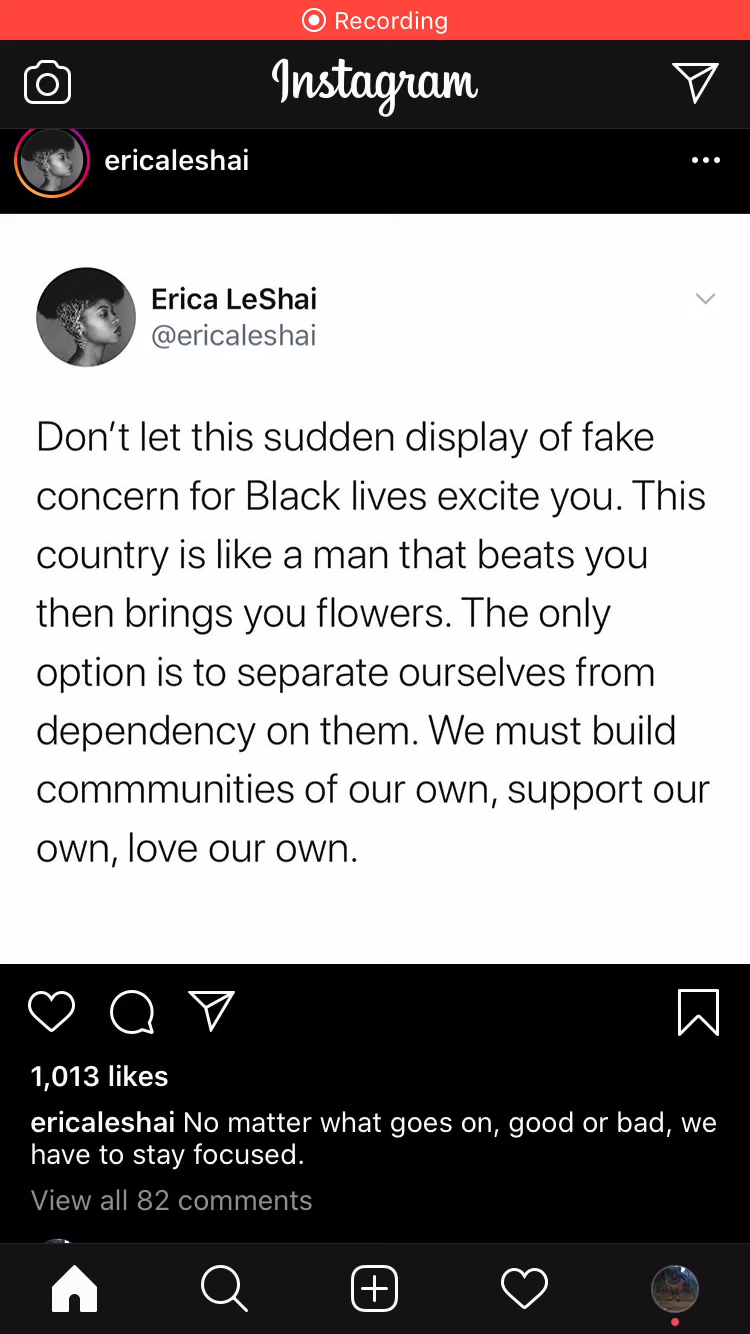 Recording
Instagram
ericaleshai
Erica LeShai
@ericaleshai
Don’t let this sudden display of fake
concern for Black lives excite you. This
country is like a man that beats you
then brings you flowers. The only
option is to separate ourselves from
dependency on them. We must build
commmunities of our own, support our
own, love our own.
1,013 likes
ericaleshai No matter what goes on, good or bad, we
have to stay focused.
View all 82 comments